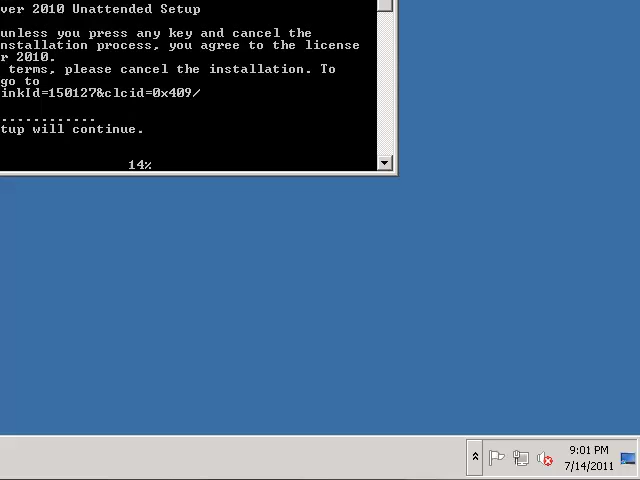 ver 2010 Unattended Setup
unless you press any key and cancel the
nstallation process, you agree to the license
r 2010.
terms, please cancel the installation. To
go to
inkId=150127&clcid=0x409/
............
tup will continue.
14%
9:01 PM
7/14/2011